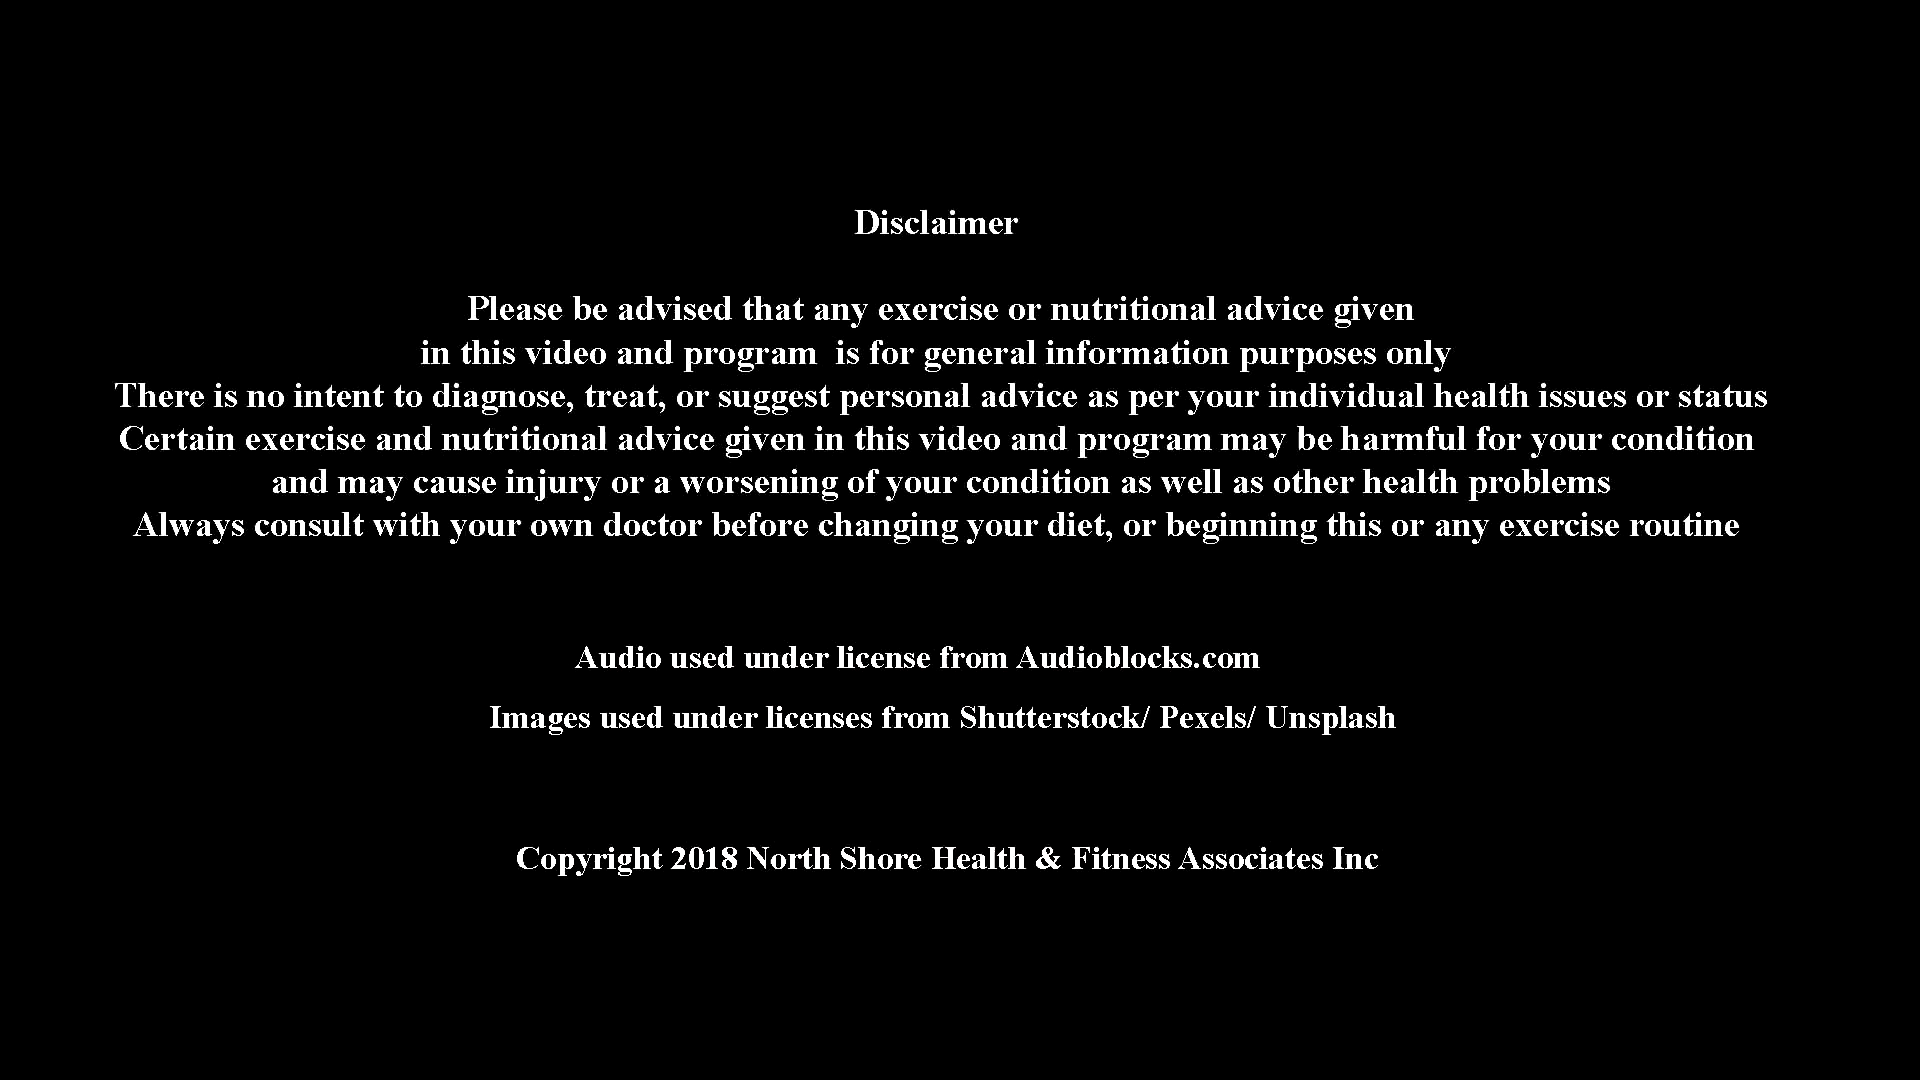 Disclaimer
Please be advised that any exercise or nutritional advice given
in this video and program  is for general information purposes only
There is no intent to diagnose, treat, or suggest personal advice as per your individual health issues or status
Certain exercise and nutritional advice given in this video and program may be harmful for your condition
and may cause injury or a worsening of your condition as well as other health problems
Always consult with your own doctor before changing your diet, or beginning this or any exercise routine
Audio used under license from Audioblocks.com
Images used under licenses from Shutterstock/ Pexels/ Unsplash
Copyright 2018 North Shore Health & Fitness Associates Inc